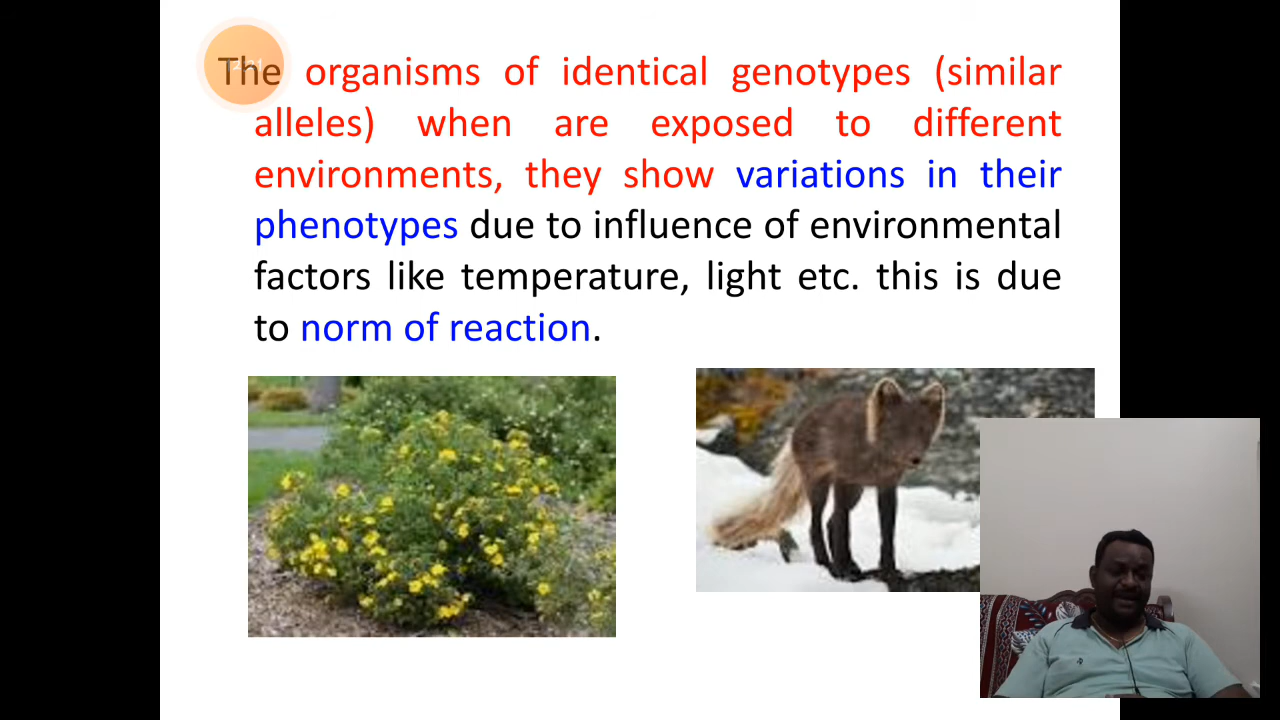 The organisms of identical genotypes (similar
alleles) when are exposed to different
environments, they show variations in their
phenotypes due to influence of environmental
factors like temperature, light etc. this is due
to norm of reaction.